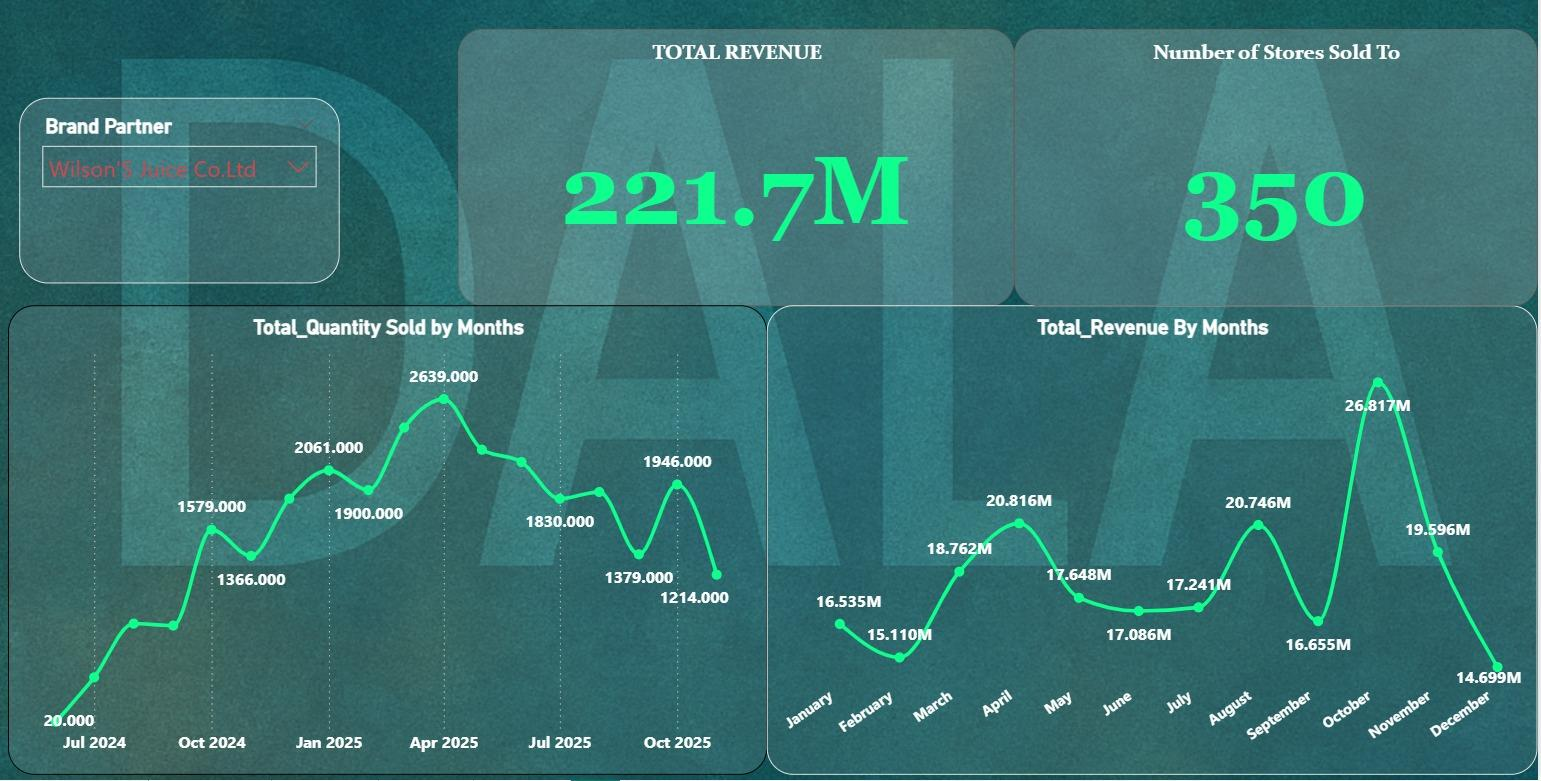 DALA
TOTAL REVENUE
221.7M
Number of Stores Sold To
350
Brand Partner
Wilson'S Juice Co.Ltd
Total_Quantity Sold by Months
2639.000
2061.000
1946.000
1579.000
1900.000
1830.000
1366.000
1379.000
1214.000
20.000
Jul 2024
Oct 2024
Jan 2025
Apr 2025
Jul 2025
Oct 2025
Total_Revenue By Months
26.817M
20.816M
20.746M
19.596M
18.762M
17.648M
17.241M
16.535M
15.110M
17.086M
16.655M
14.699M
January
February
March
April
May
June
July
August
September
October
November
December